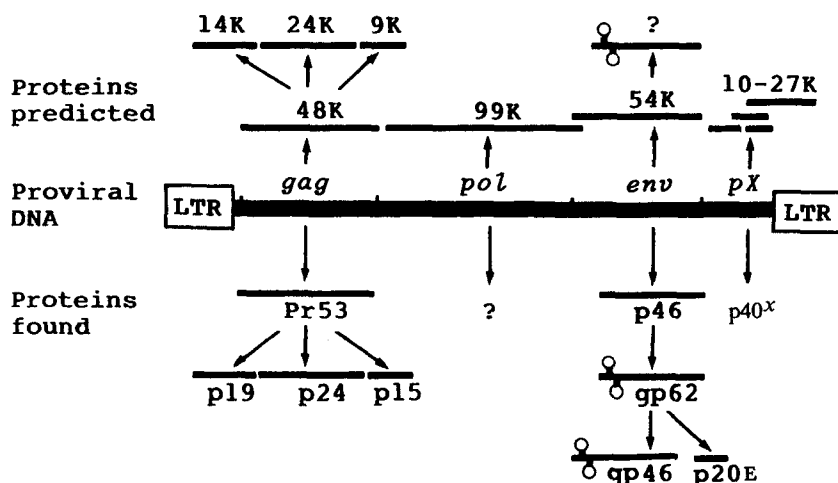 14K 24K 9K ?
10-27K
Proteins
predicted
48K 99K 54K
Proviral
DNA
LTR gag pol env pX LTR
Proteins
found
Pr53 ? p46 p40x
p19 p24 p15 gp62
gp46 p20E